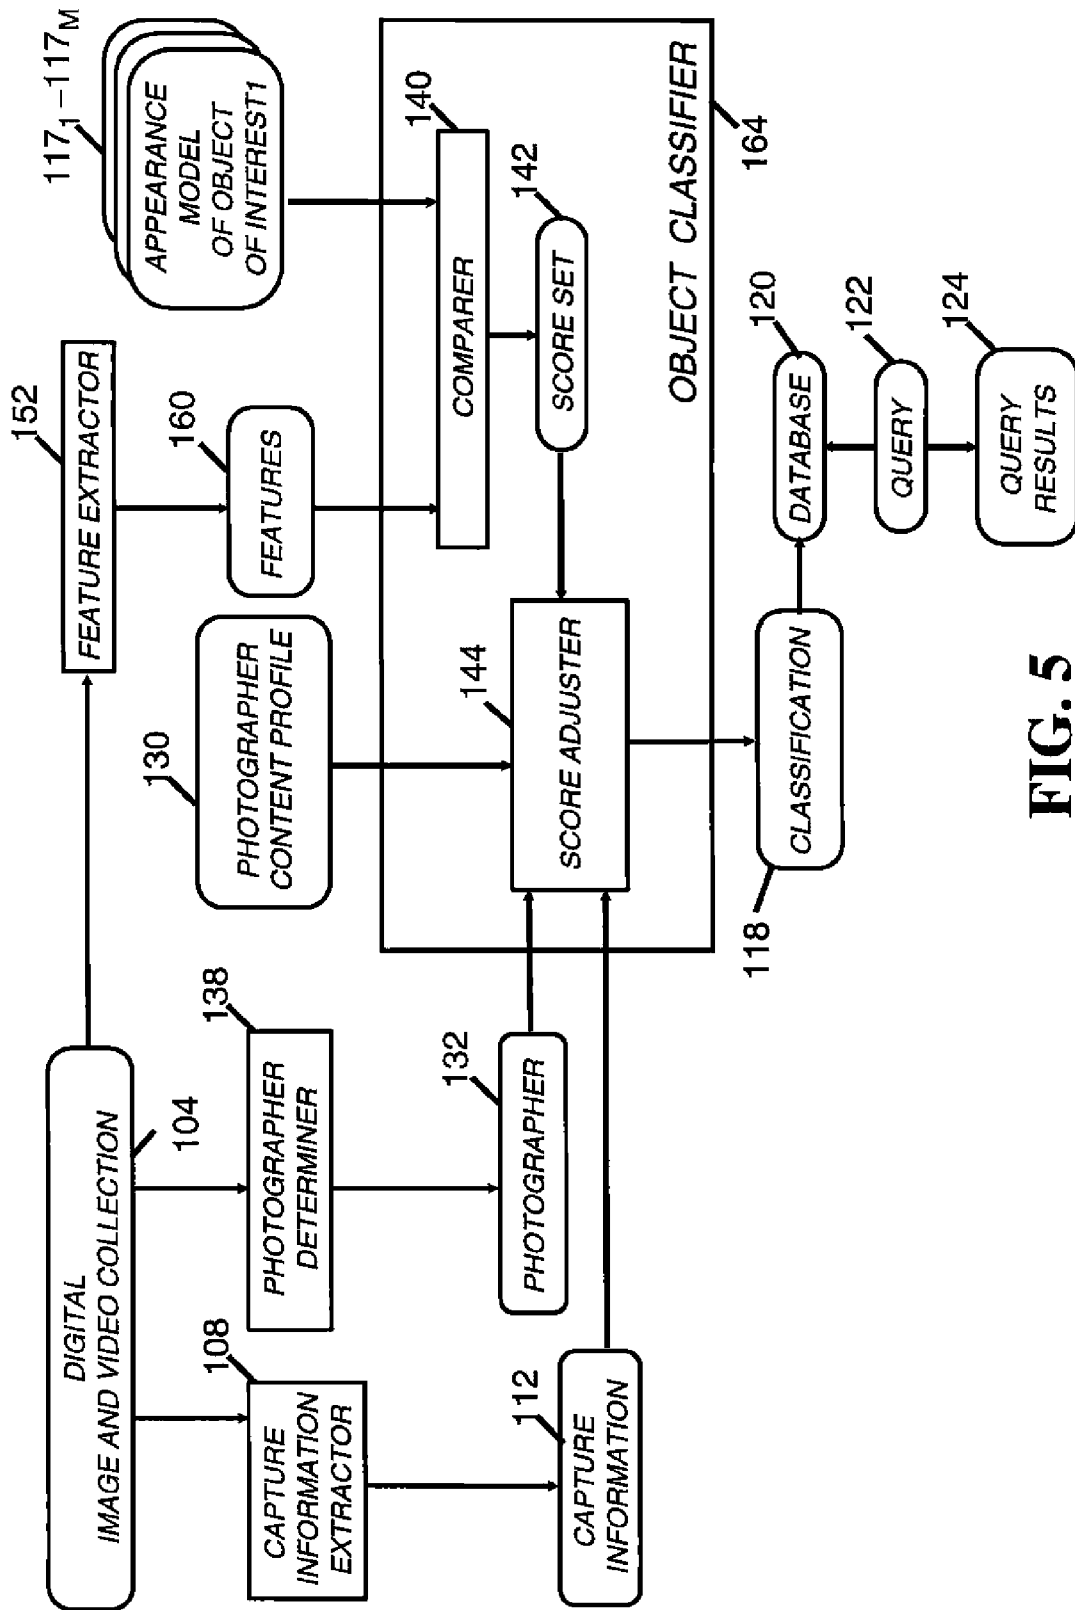 DIGITAL
IMAGE AND VIDEO COLLECTION
104
152
FEATURE EXTRACTOR
117₁–117ₘ
APPEARANCE
MODEL
OF OBJECT
OF INTEREST1
108
CAPTURE
INFORMATION
EXTRACTOR
138
PHOTOGRAPHER
DETERMINER
130
PHOTOGRAPHER
CONTENT PROFILE
160
FEATURES
140
COMPARER
112
CAPTURE
INFORMATION
132
PHOTOGRAPHER
144
SCORE ADJUSTER
142
SCORE SET
OBJECT CLASSIFIER
164
118
CLASSIFICATION
120
DATABASE
122
QUERY
124
QUERY
RESULTS
FIG. 5